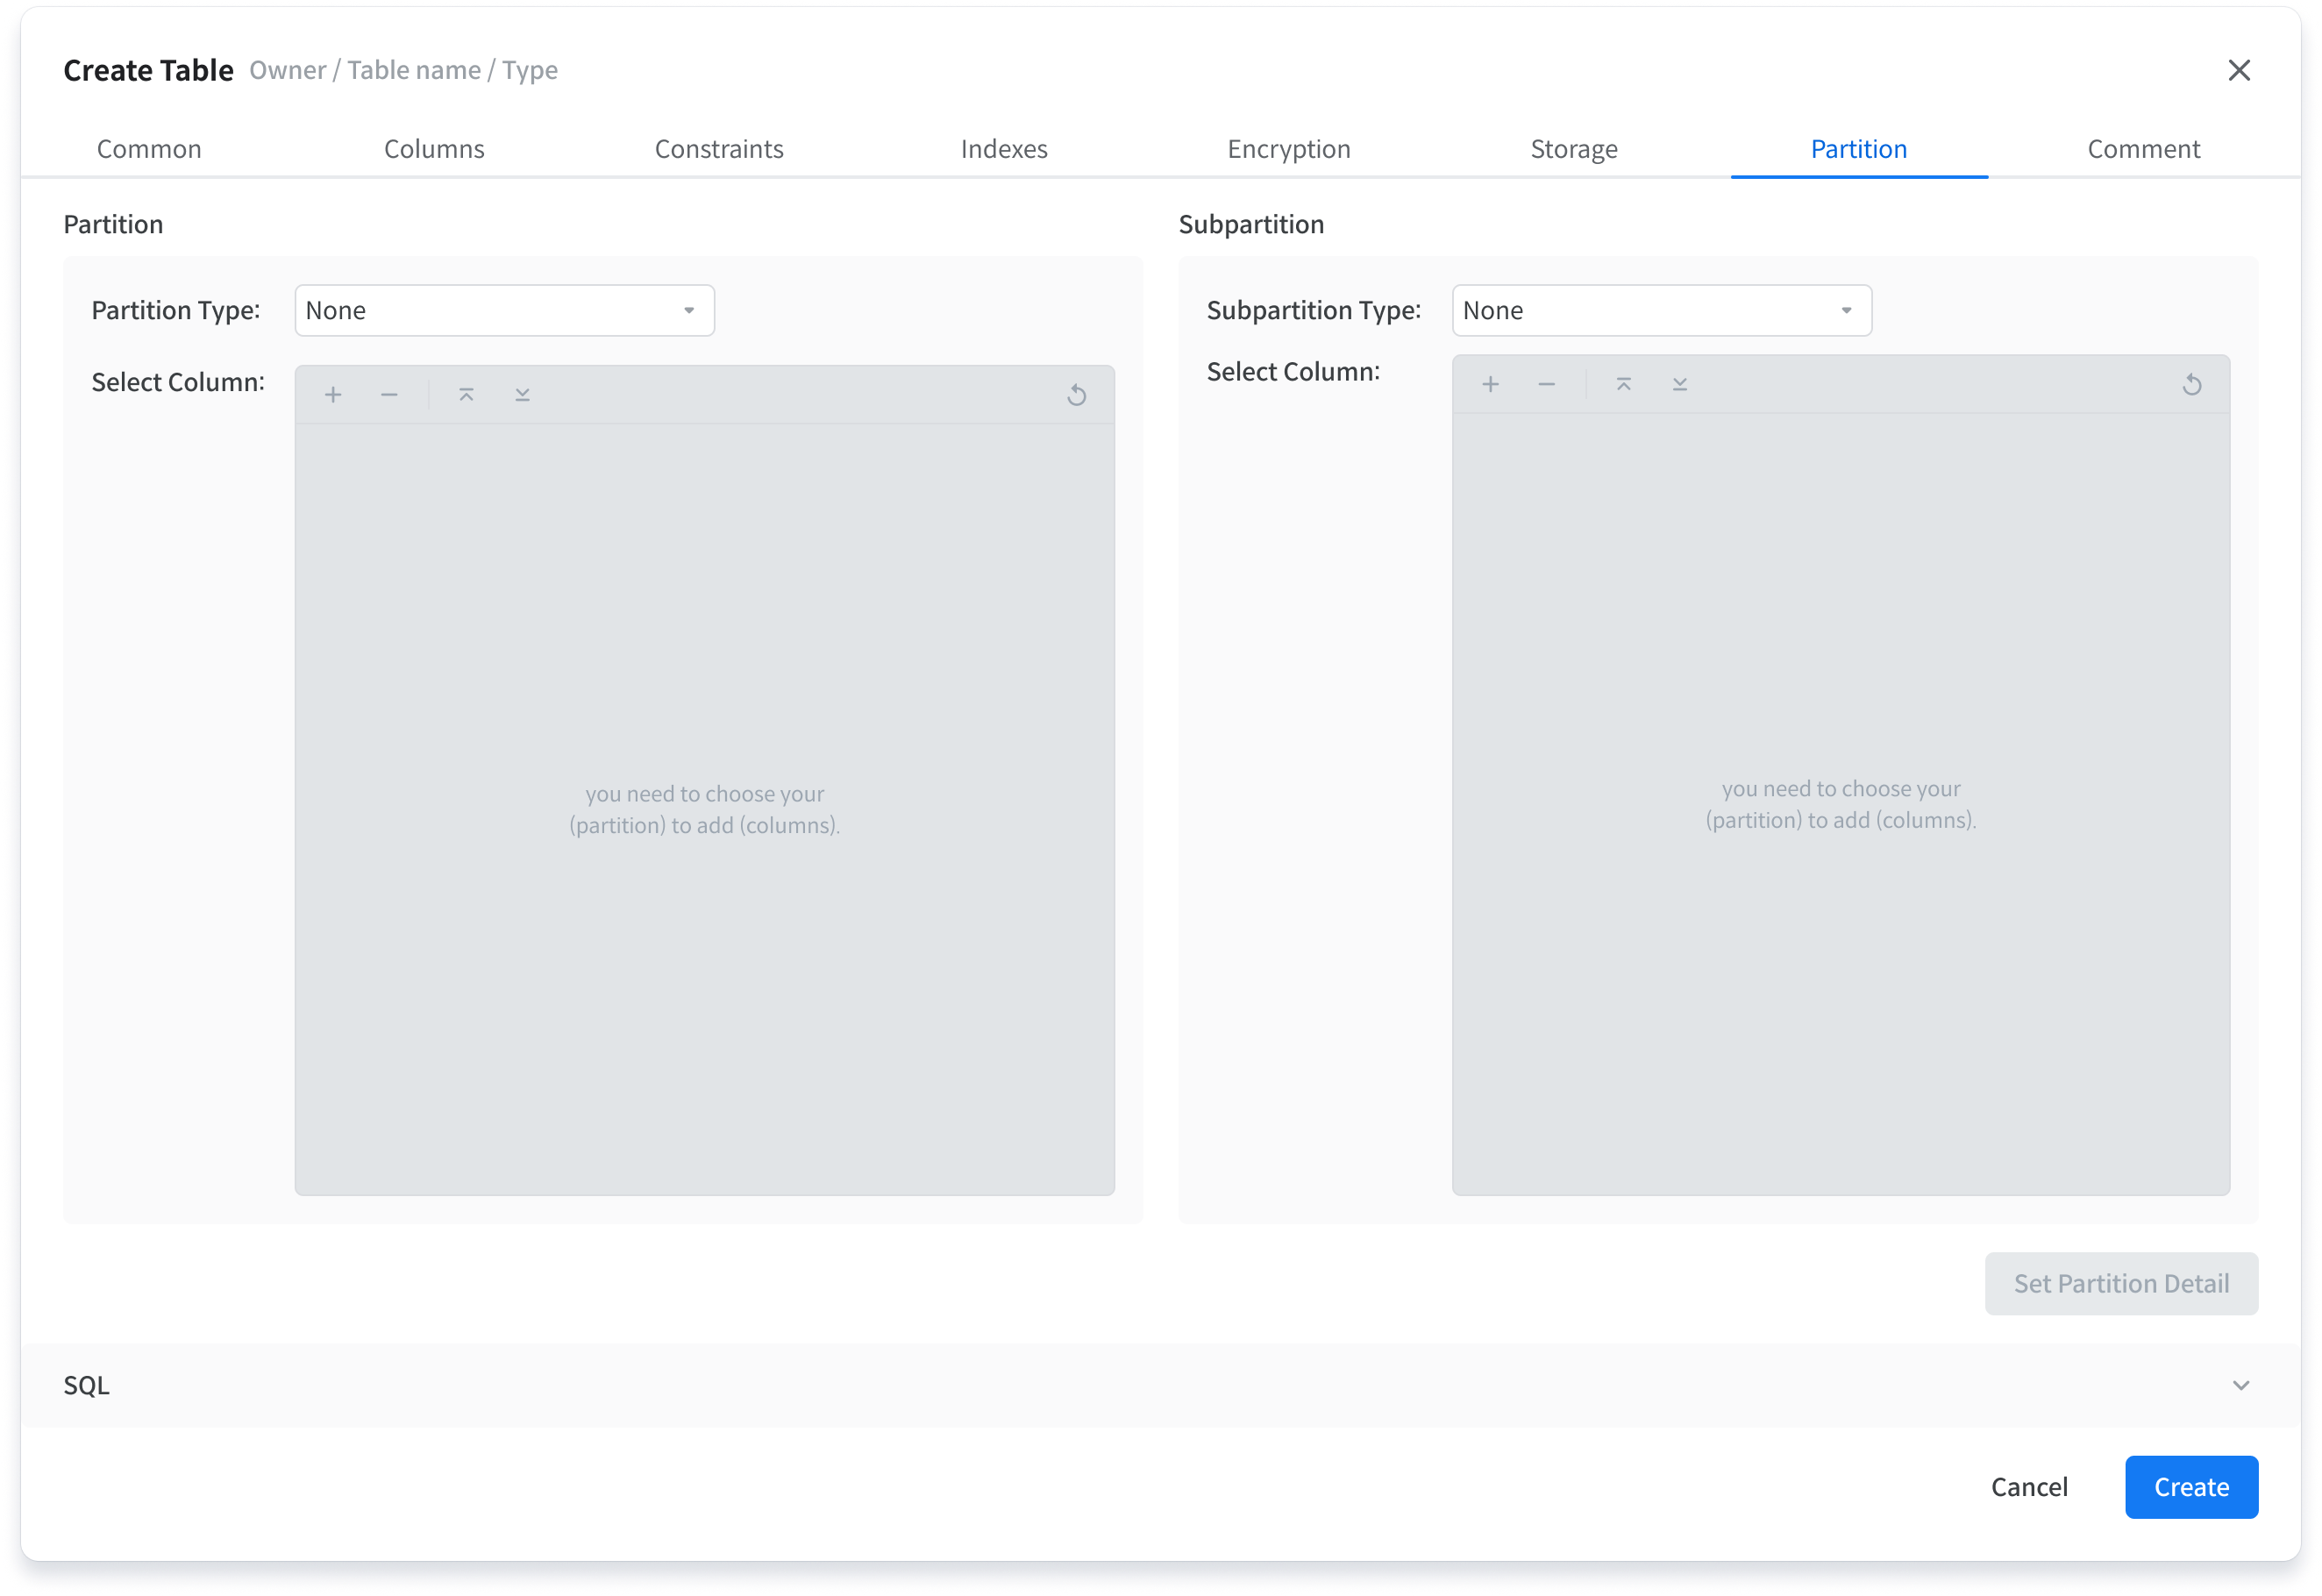 Create Table Owner / Table name / Type
Common Columns Constraints Indexes Encryption Storage Partition Comment
Partition
Partition Type: None
Select Column:
you need to choose your
(partition) to add (columns).
Subpartition
Subpartition Type: None
Select Column:
you need to choose your
(partition) to add (columns).
Set Partition Detail
SQL
Cancel Create